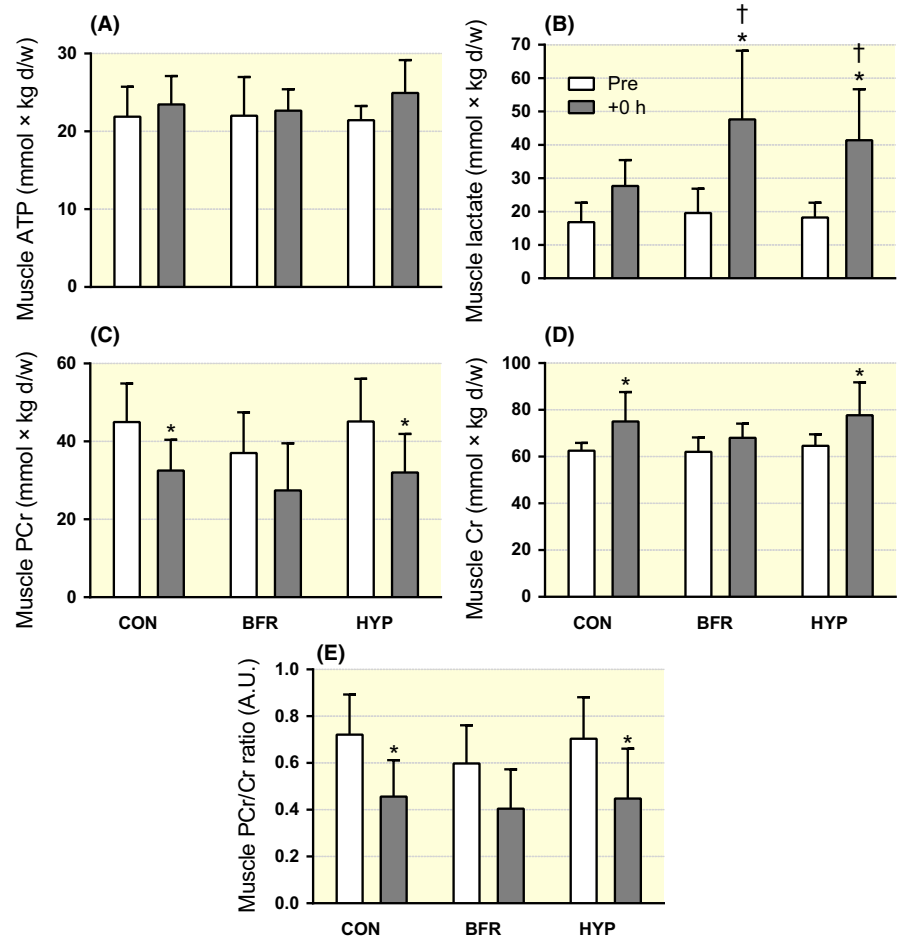 (A)
Muscle ATP (mmol × kg d/w)
30
20
10
0
(B)
Muscle lactate (mmol × kg d/w)
70
60
50
40
30
20
10
0
Pre
+0 h
†
*
†
*
(C)
Muscle PCr (mmol × kg d/w)
60
40
20
0
*
*
CON BFR HYP
(D)
Muscle Cr (mmol × kg d/w)
100
80
60
40
20
0
*
*
CON BFR HYP
(E)
Muscle PCr/Cr ratio (A.U.)
1.0
0.8
0.6
0.4
0.2
0.0
*
*
CON BFR HYP